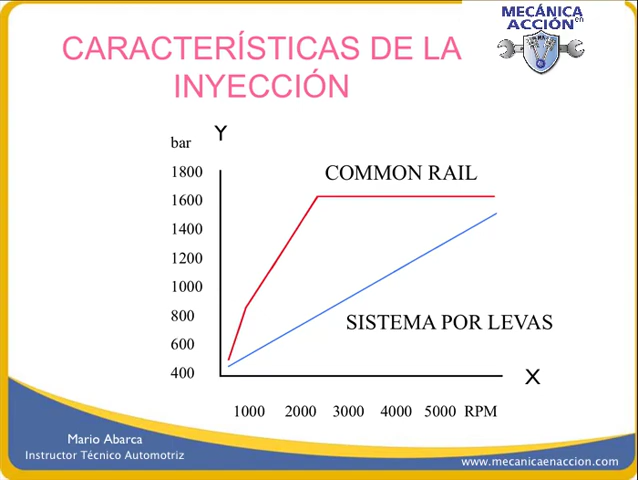 MECÁNICA
en
ACCIÓN
CARACTERÍSTICAS DE LA
INYECCIÓN
Y
bar
1800
1600
1400
1200
1000
800
600
400
COMMON RAIL
SISTEMA POR LEVAS
X
1000 2000 3000 4000 5000 RPM
Mario Abarca
Instructor Técnico Automotriz
www.mecanicaenaccion.com